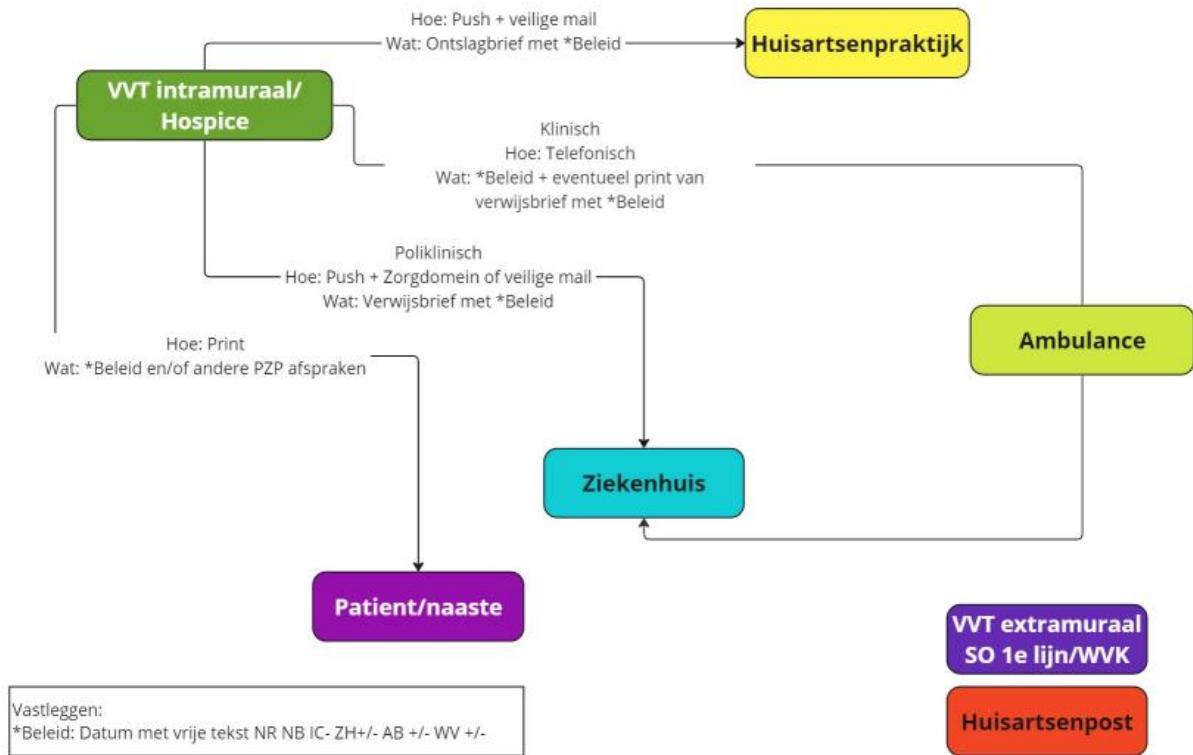 Hoe: Push + veilige mail
Wat: Ontslagbrief met *Beleid
Huisartsenpraktijk
VVT intramuraal/
Hospice
Klinisch
Hoe: Telefonisch
Wat: *Beleid + eventueel print van
verwijsbrief met *Beleid
Poliklinisch
Hoe: Push + Zorgdomein of veilige mail
Wat: Verwijsbrief met *Beleid
Ambulance
Hoe: Print
Wat: *Beleid en/of andere PZP afspraken
Ziekenhuis
Patient/naaste
VVT extramuraal
SO 1e lijn/WVK
Huisartsenpost
Vastleggen:
*Beleid: Datum met vrije tekst NR NB IC- ZH+/- AB +/- WV +/-